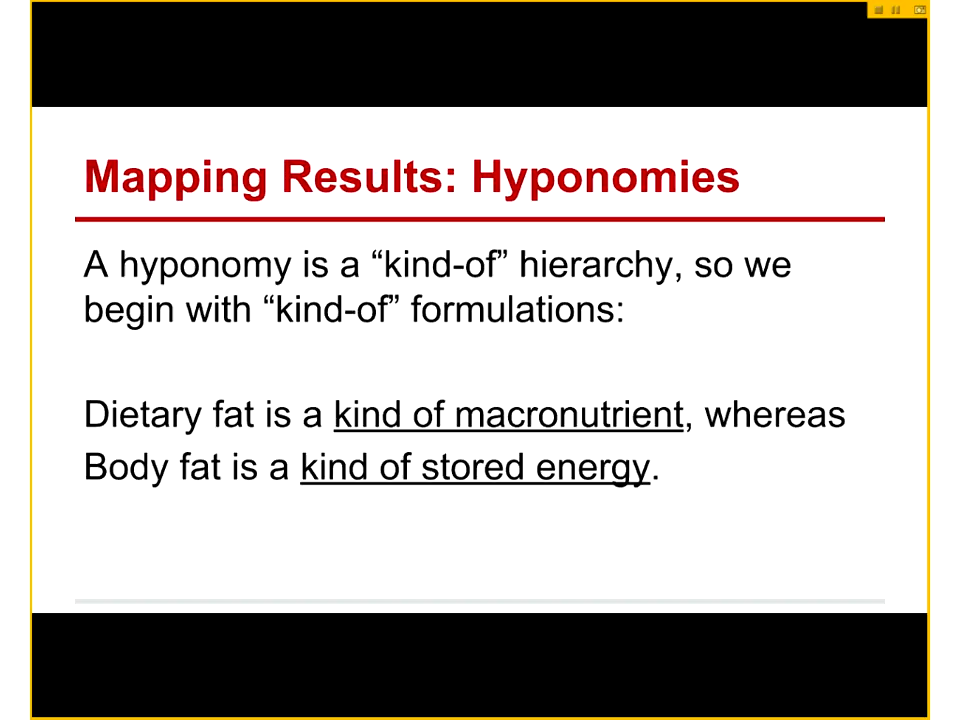 Mapping Results: Hyponomies
A hyponomy is a “kind-of” hierarchy, so we
begin with “kind-of” formulations:
Dietary fat is a kind of macronutrient, whereas
Body fat is a kind of stored energy.